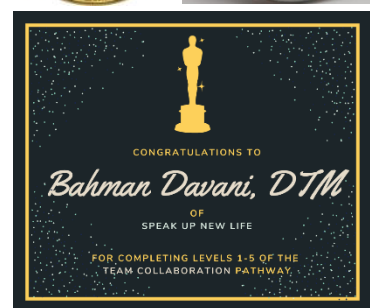 CONGRATULATIONS TO
Bahman Davani, DTM
OF
SPEAK UP NEW LIFE
FOR COMPLETING LEVELS 1-5 OF THE
TEAM COLLABORATION PATHWAY